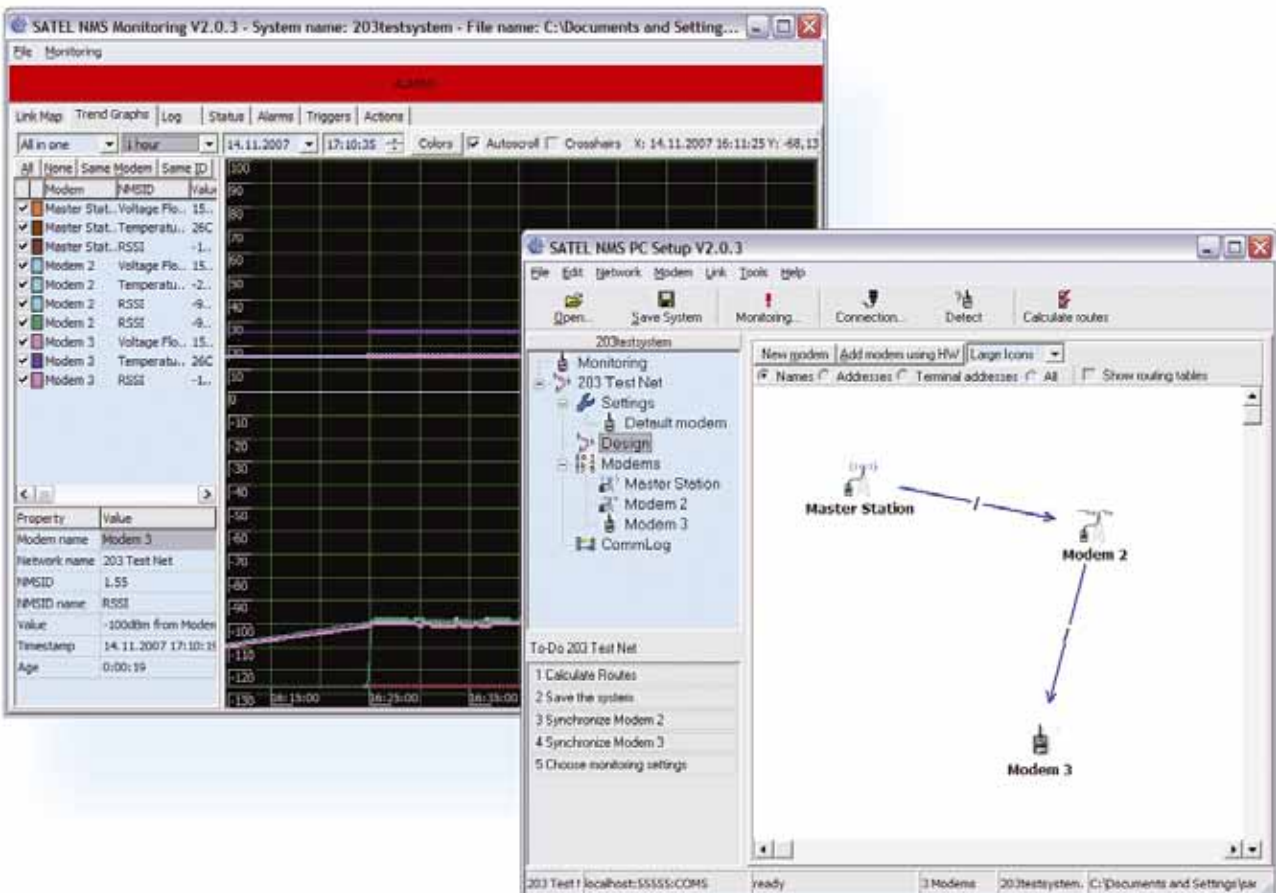 SATEL NMS Monitoring V2.0.3 - System name: 203testsystem - File name: C:\Documents and Setting...
File Monitoring
Link Map Trend Graphs Log Status Alarms Triggers Actions
All in one 1 hour 14.11.2007 17:10:35 Colors Autoscroll Crosshairs X: 14.11.2007 16:11:25 Y: -68,13
All None Same Modem Same ID
Modem NMSID Value
Master Stat.. Voltage Flo.. 15..
Master Stat.. Temperatu.. 26C
Master Stat.. RSSI -1..
Modem 2 Voltage Flo.. 15..
Modem 2 Temperatu.. -2..
Modem 2 RSSI -9..
Modem 2 RSSI -9..
Modem 3 Voltage Flo.. 15..
Modem 3 Temperatu.. 26C
Modem 3 RSSI -1..
Property Value
Modem name Modem 3
Network name 203 Test Net
NMSID 1.55
NMSID name RSSI
Value -100dBm from Modem
Timestamp 14.11.2007 17:10:15
Age 0:00:19
100
90
80
70
60
50
40
30
20
10
0
-10
-20
-30
-40
-50
-60
-70
-80
-90
-100
-110
-120
-130 16:15:00 16:25:00 16:35:00
SATEL NMS PC Setup V2.0.3
File Edit Network Modem Link Tools Help
Open... Save System Monitoring... Connection... Detect Calculate routes
203testsystem
Monitoring
203 Test Net
Settings
Default modem
Design
Modems
Master Station
Modem 2
Modem 3
CommLog
To-Do 203 Test Net
1 Calculate Routes
2 Save the system
3 Synchronize Modem 2
4 Synchronize Modem 3
5 Choose monitoring settings
New modem Add modem using HW Large Icons
Names Addresses Terminal addresses All Show routing tables
Master Station
Modem 2
Modem 3
203 Test localhost:55555:COM5 ready 3 Modems 203testsystem. C:\Documents and Settings\sar